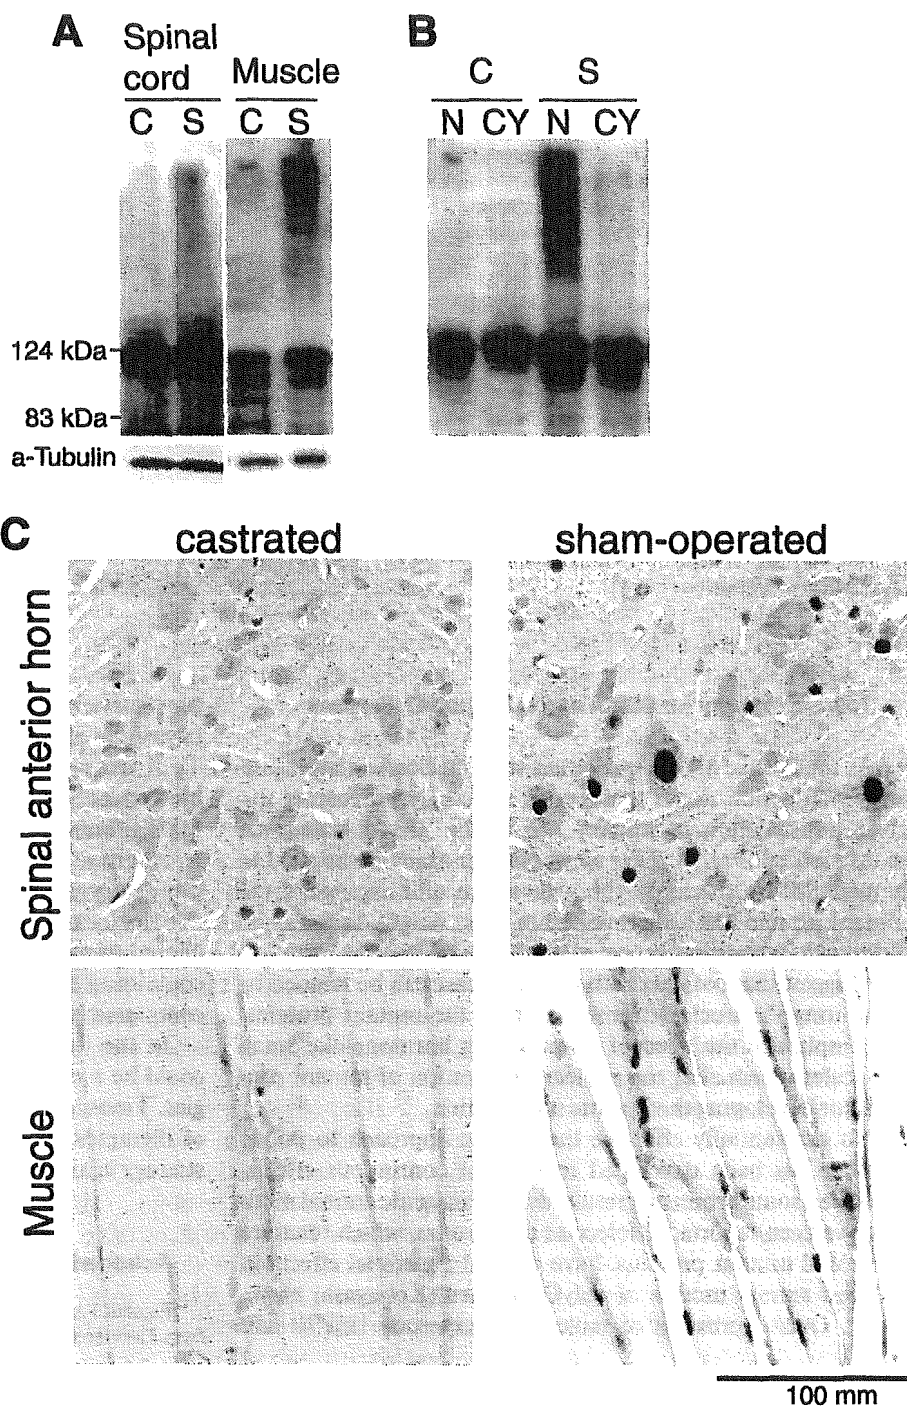 A
Spinal cord
Muscle
C S C S
124 kDa
83 kDa
a-Tubulin
B
C S
N CY N CY
C
castrated
sham-operated
Spinal anterior horn
Muscle
100 mm